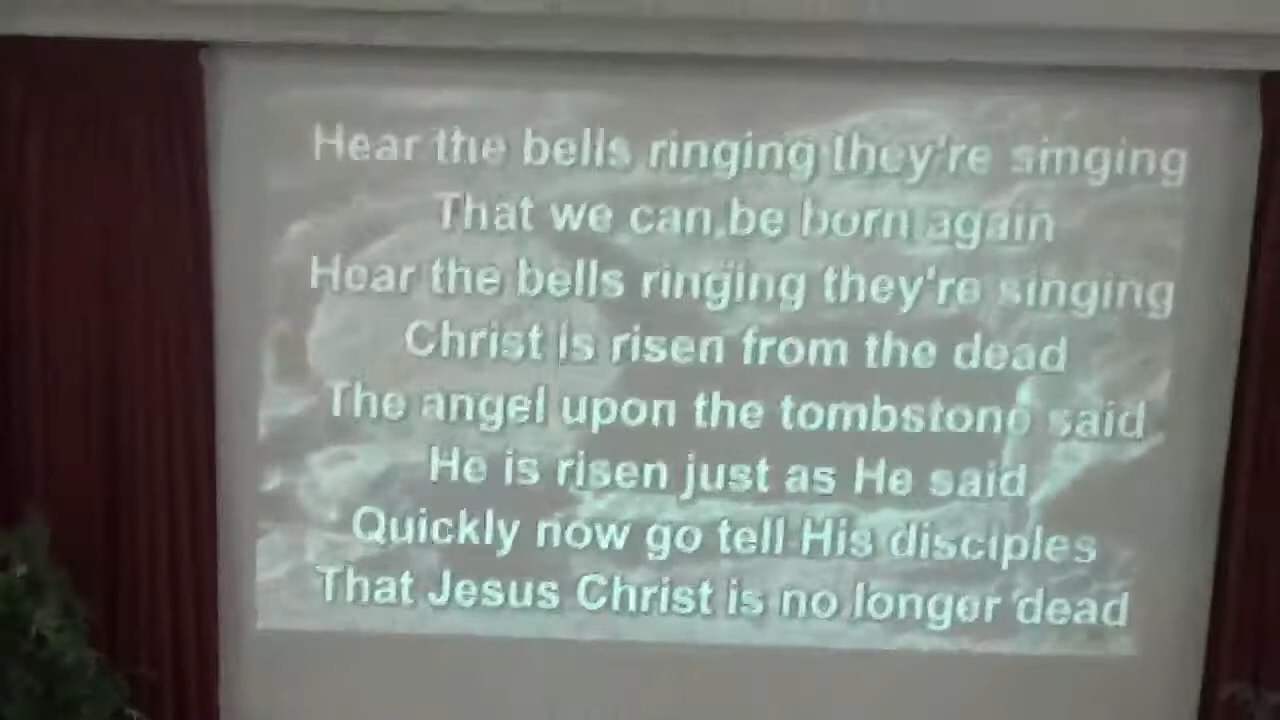 Hear the bells ringing they're singing
That we can be born again
Hear the bells ringing they're singing
Christ is risen from the dead
The angel upon the tombstone said
He is risen just as He said
Quickly now go tell His disciples
That Jesus Christ is no longer dead